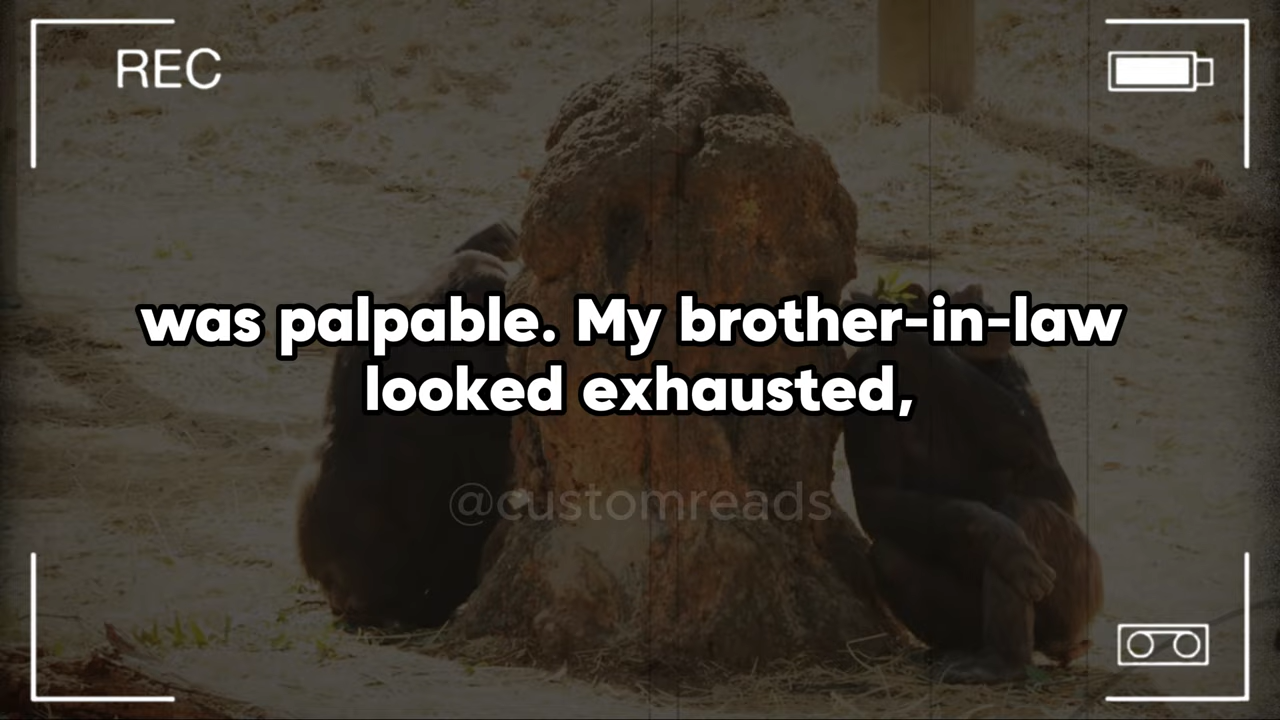 REC
was palpable. My brother-in-law
looked exhausted,
@customreads